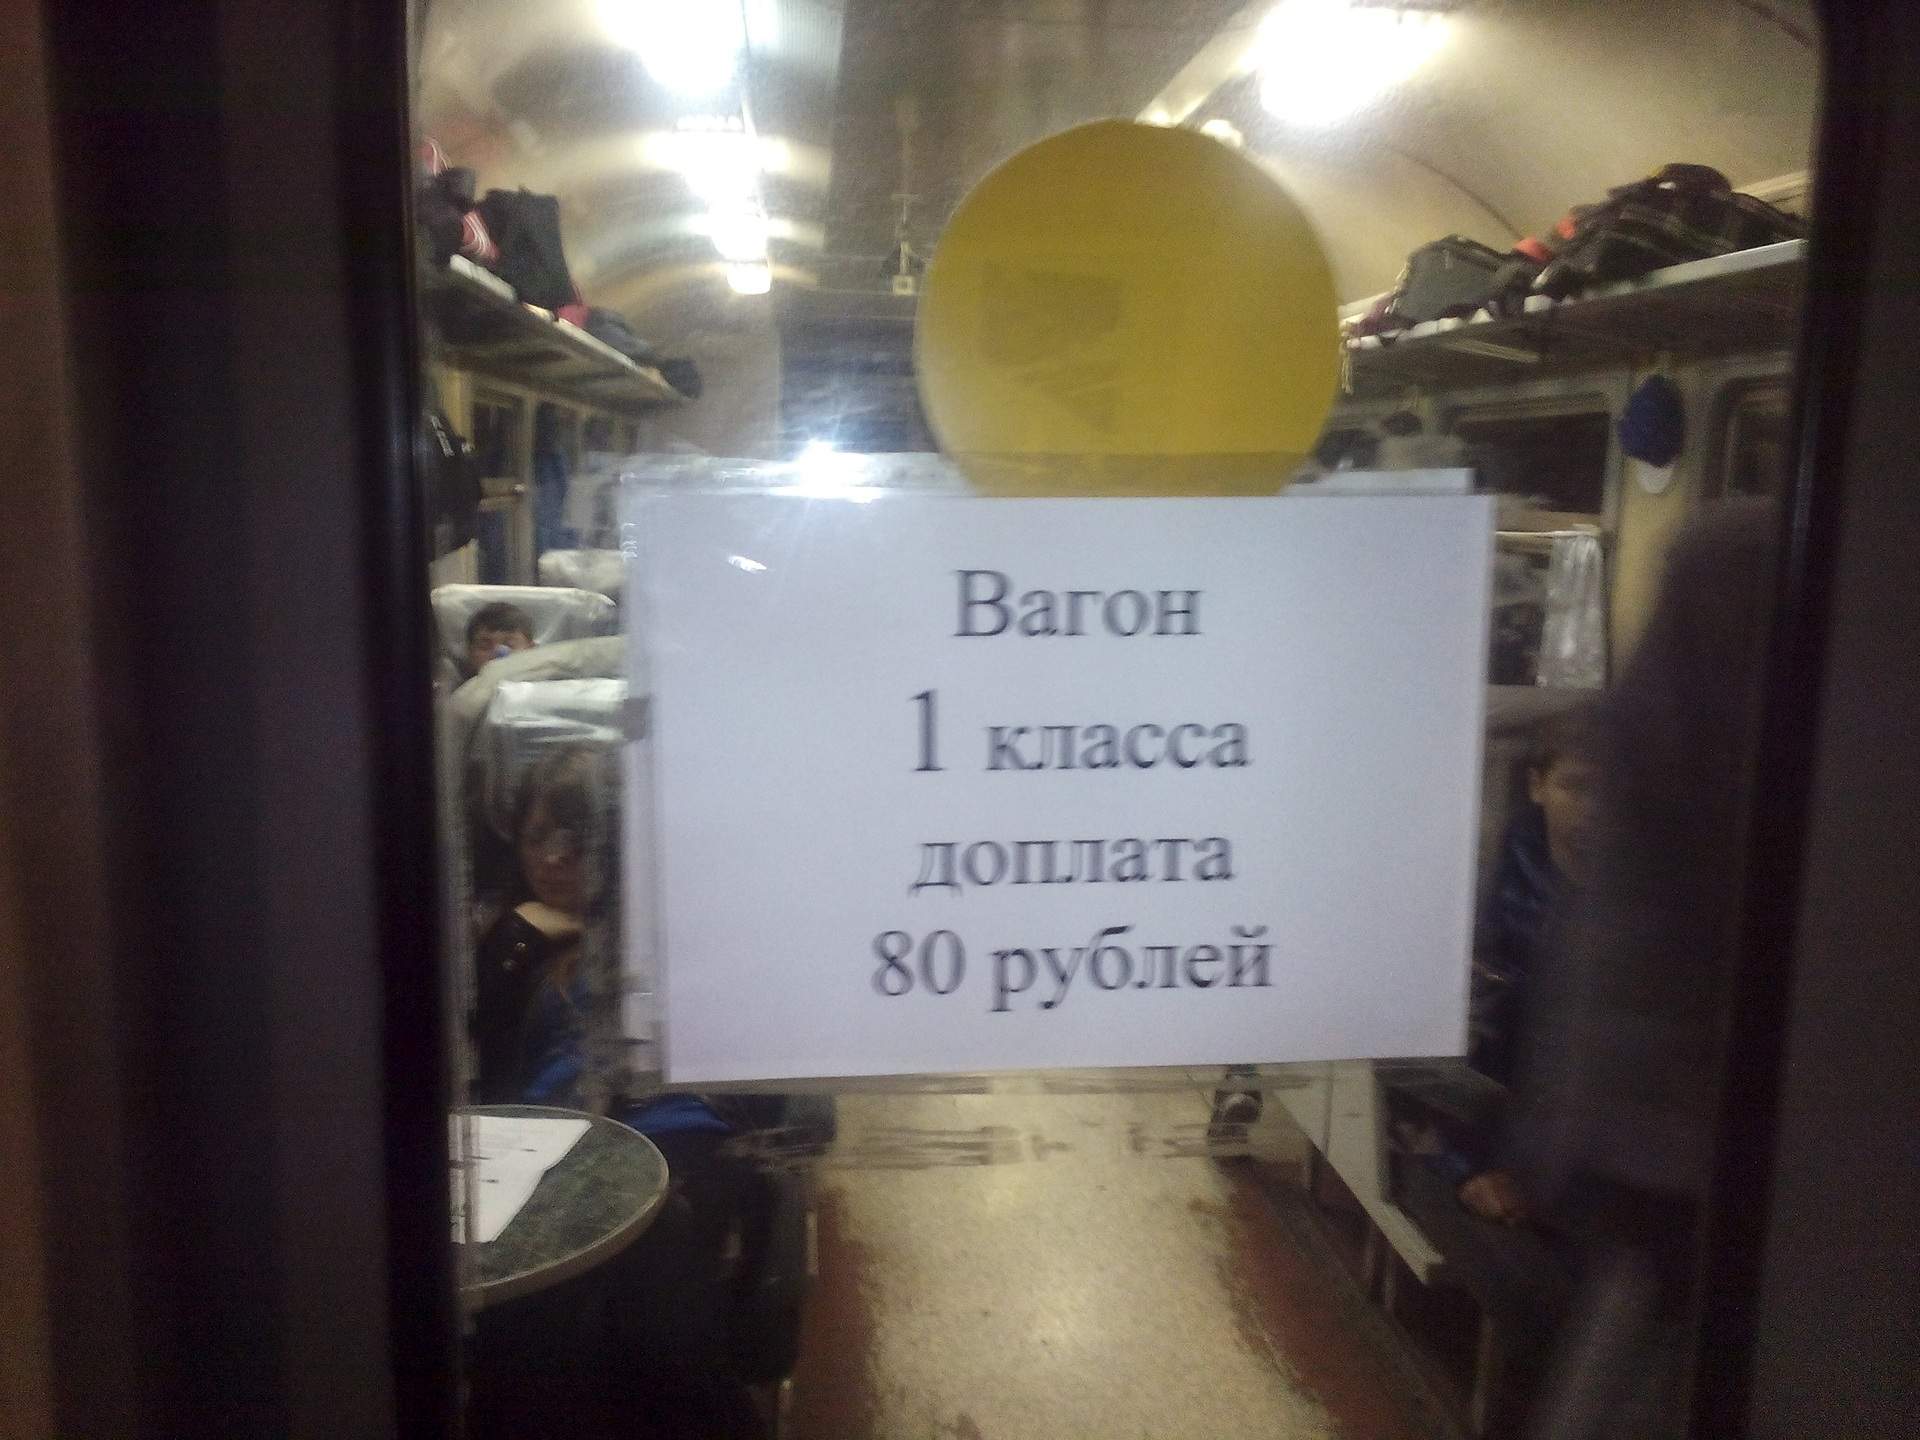 Вагон
1 класса
доплата
80 рублей